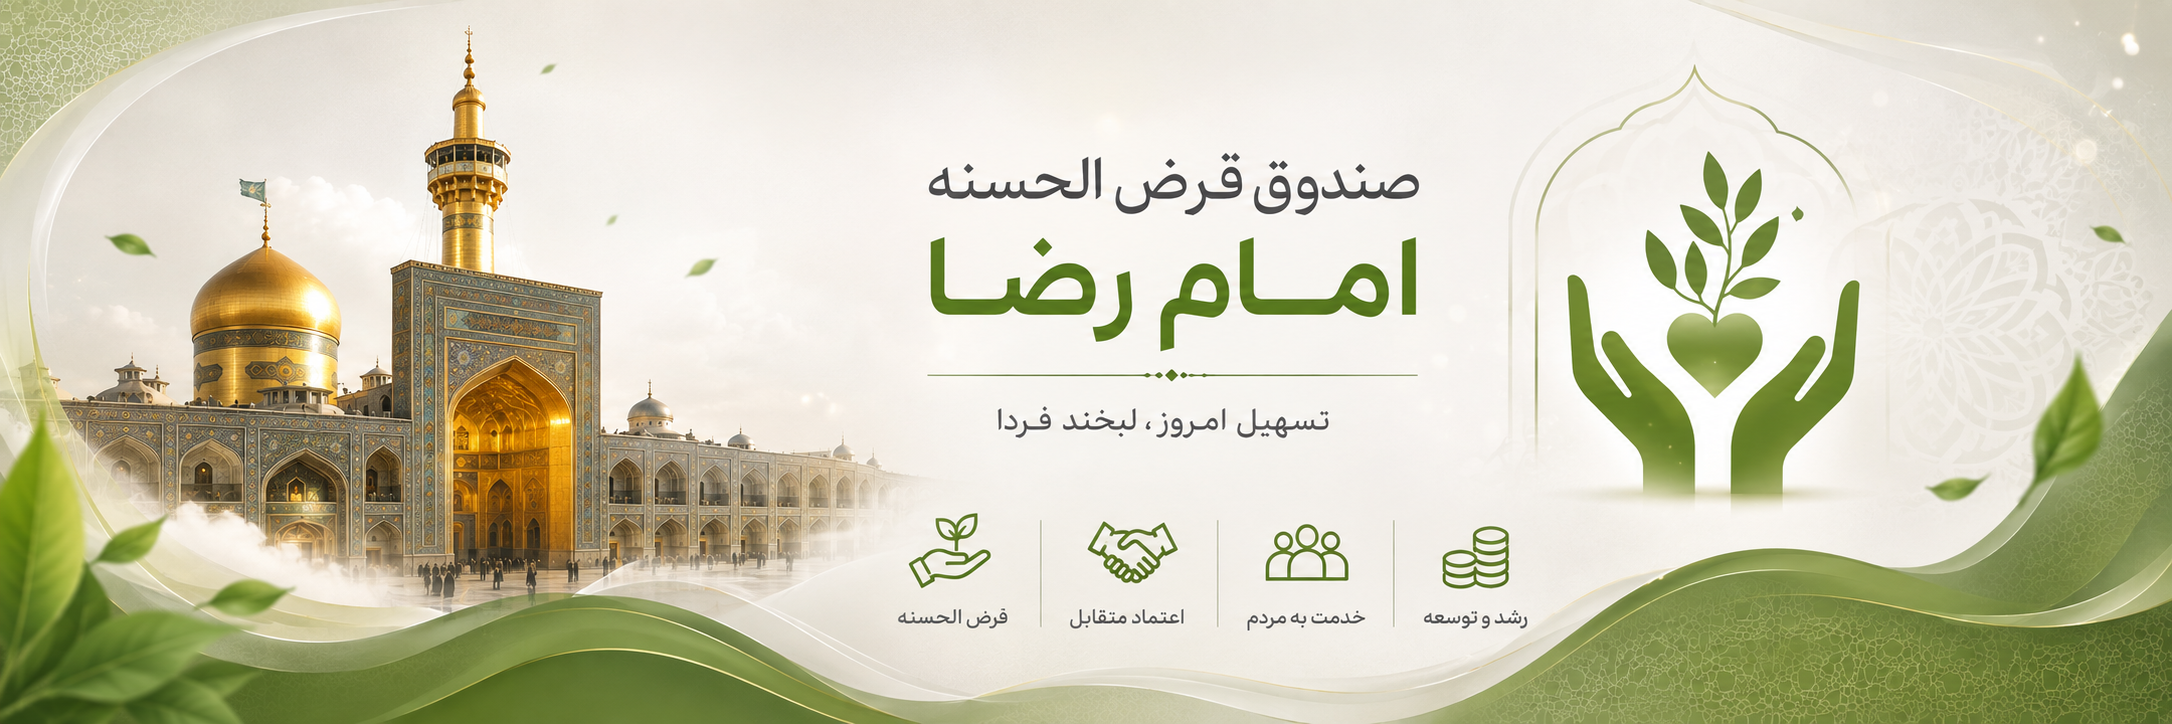 صندوق قرض الحسنه
امام رضا
تسهیل امروز، لبخند فردا
رشد و توسعه
خدمت به مردم
اعتماد متقابل
قرض الحسنه